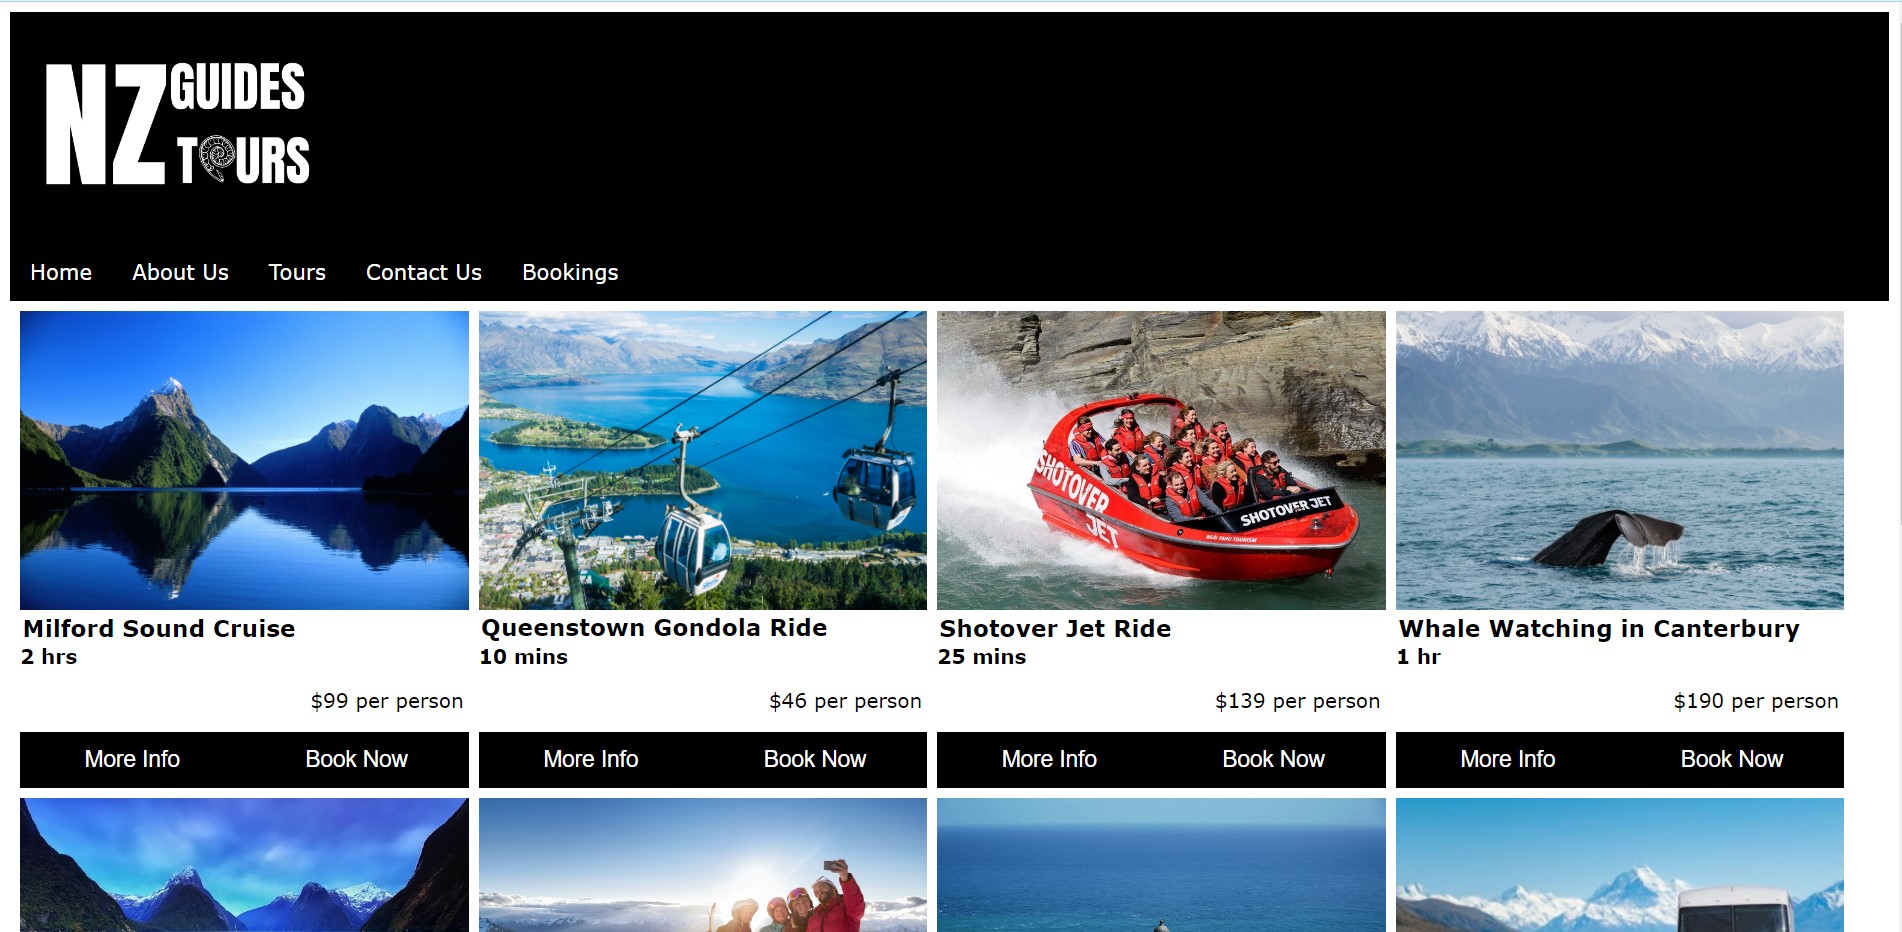 NZ GUIDES
TOURS
Home About Us Tours Contact Us Bookings
SHOTOVER
JET
SHOTOVER JET
NGĀI TAHU TOURISM
Milford Sound Cruise
2 hrs
$99 per person
More Info Book Now
Queenstown Gondola Ride
10 mins
$46 per person
More Info Book Now
Shotover Jet Ride
25 mins
$139 per person
More Info Book Now
Whale Watching in Canterbury
1 hr
$190 per person
More Info Book Now